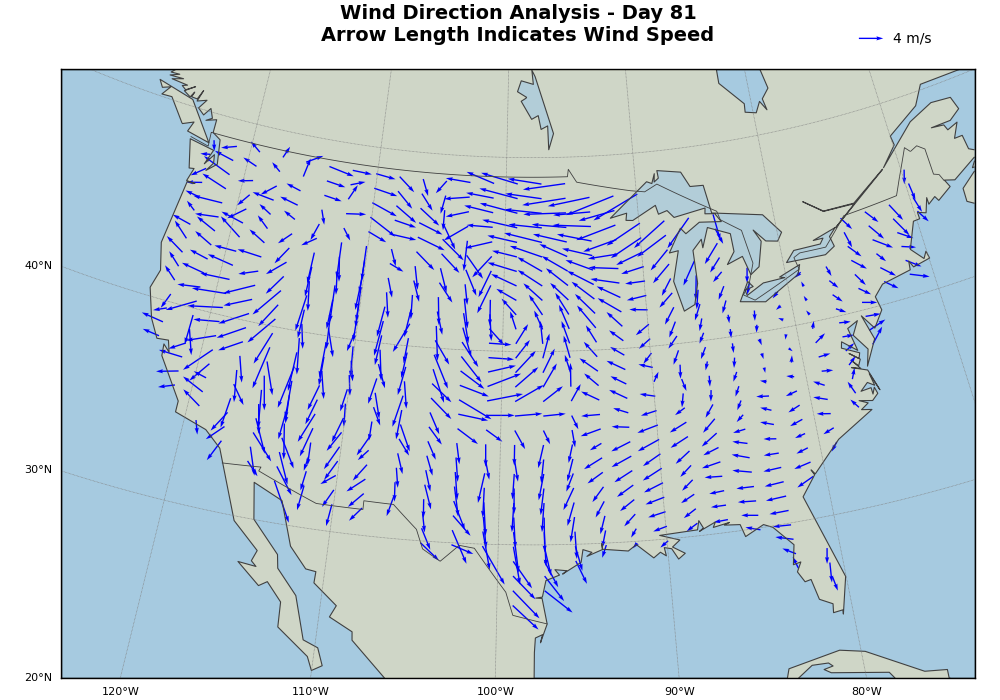 Wind Direction Analysis - Day 81
Arrow Length Indicates Wind Speed
4 m/s
40°N
30°N
20°N
120°W
110°W
100°W
90°W
80°W